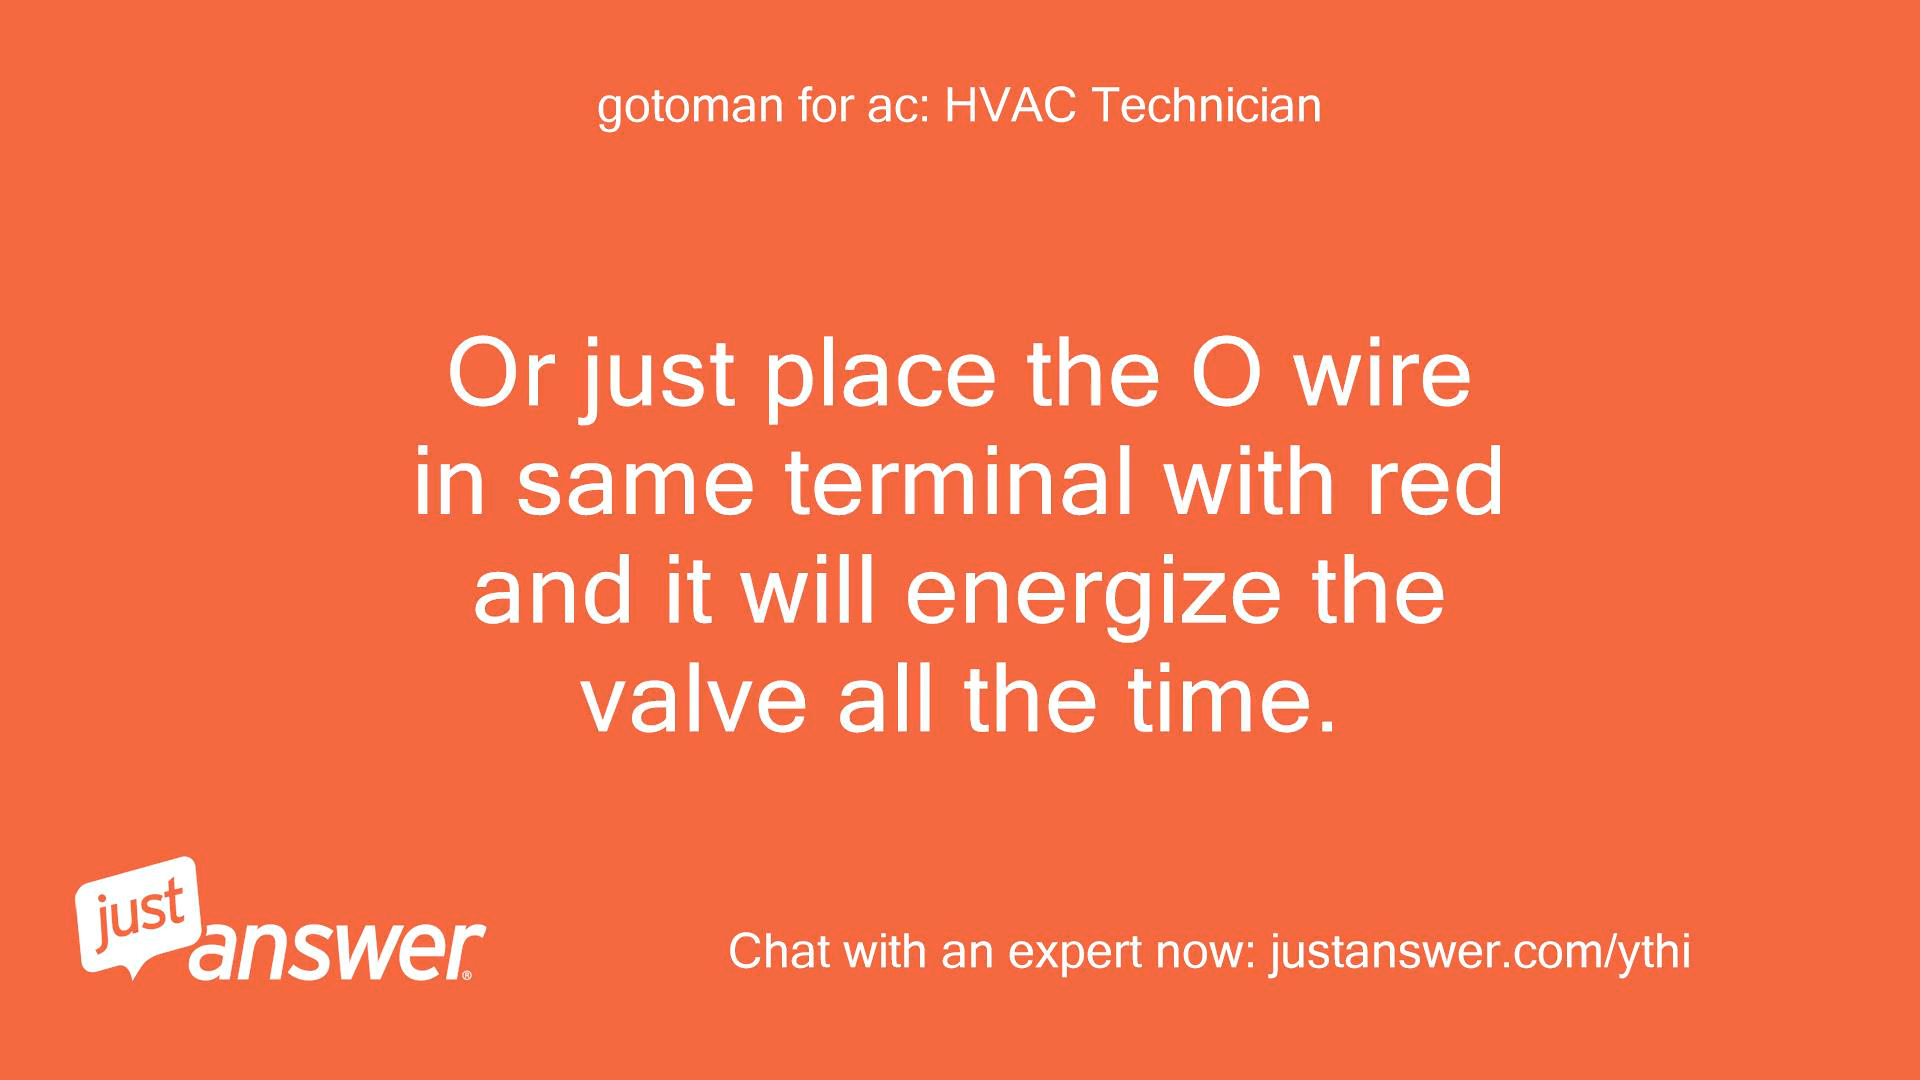 gotoman for ac: HVAC Technician
Or just place the O wire
in same terminal with red
and it will energize the
valve all the time.
just
answer®
Chat with an expert now: justanswer.com/ythi